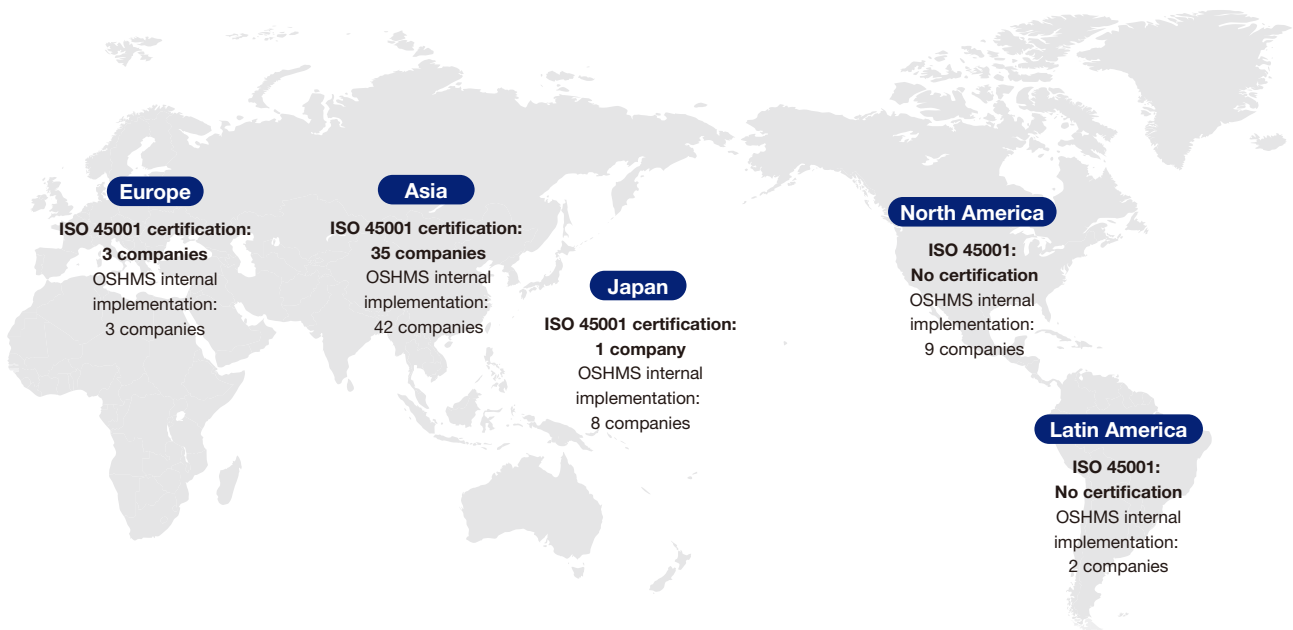 Europe
ISO 45001 certification:
3 companies
OSHMS internal
implementation:
3 companies
Asia
ISO 45001 certification:
35 companies
OSHMS internal
implementation:
42 companies
Japan
ISO 45001 certification:
1 company
OSHMS internal
implementation:
8 companies
North America
ISO 45001:
No certification
OSHMS internal
implementation:
9 companies
Latin America
ISO 45001:
No certification
OSHMS internal
implementation:
2 companies